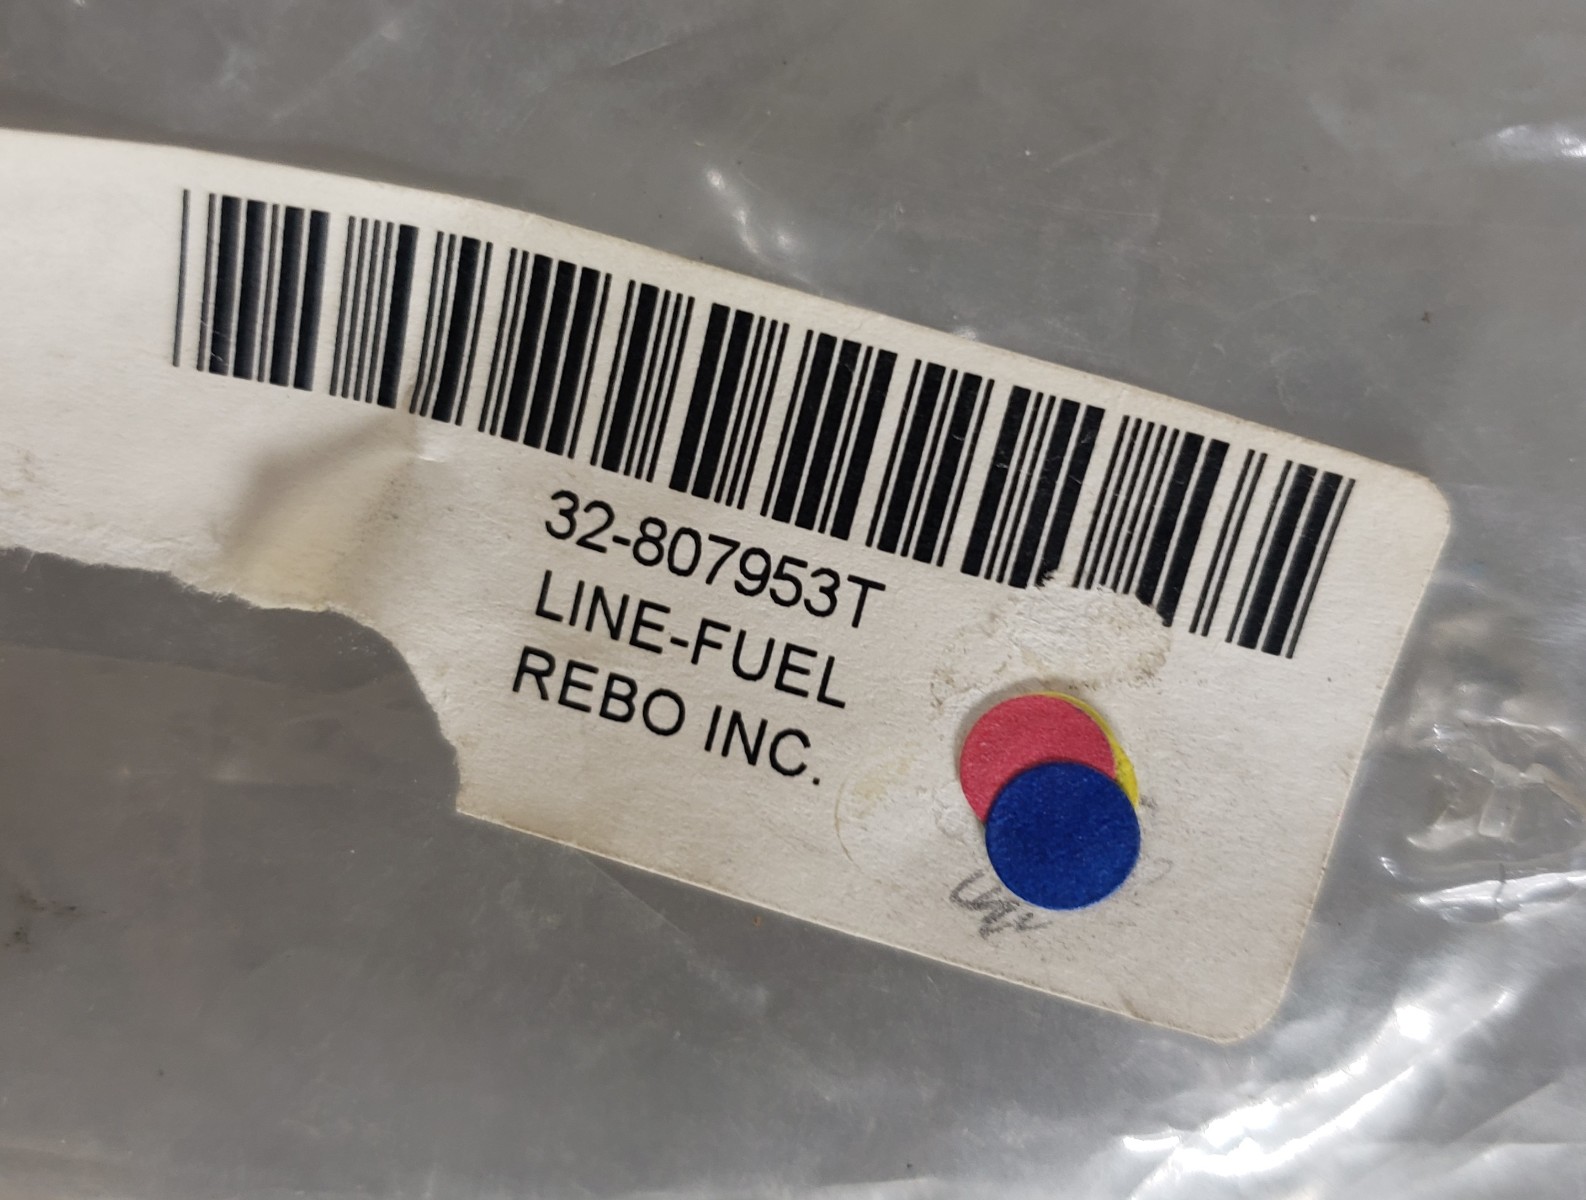 32-807953T
LINE-FUEL
REBO INC.